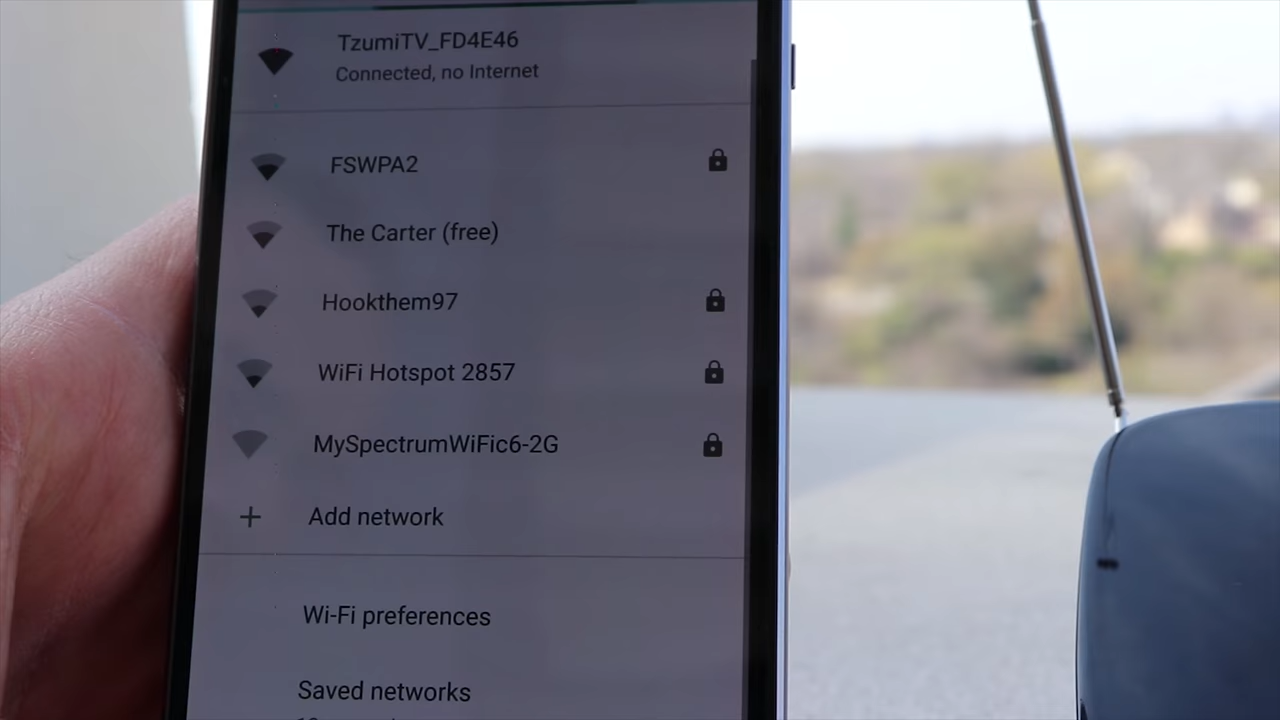 TzumiTV_FD4E46
Connected, no Internet
FSWPA2
The Carter (free)
Hookthem97
WiFi Hotspot 2857
MySpectrumWiFic6-2G
Add network
Wi-Fi preferences
Saved networks